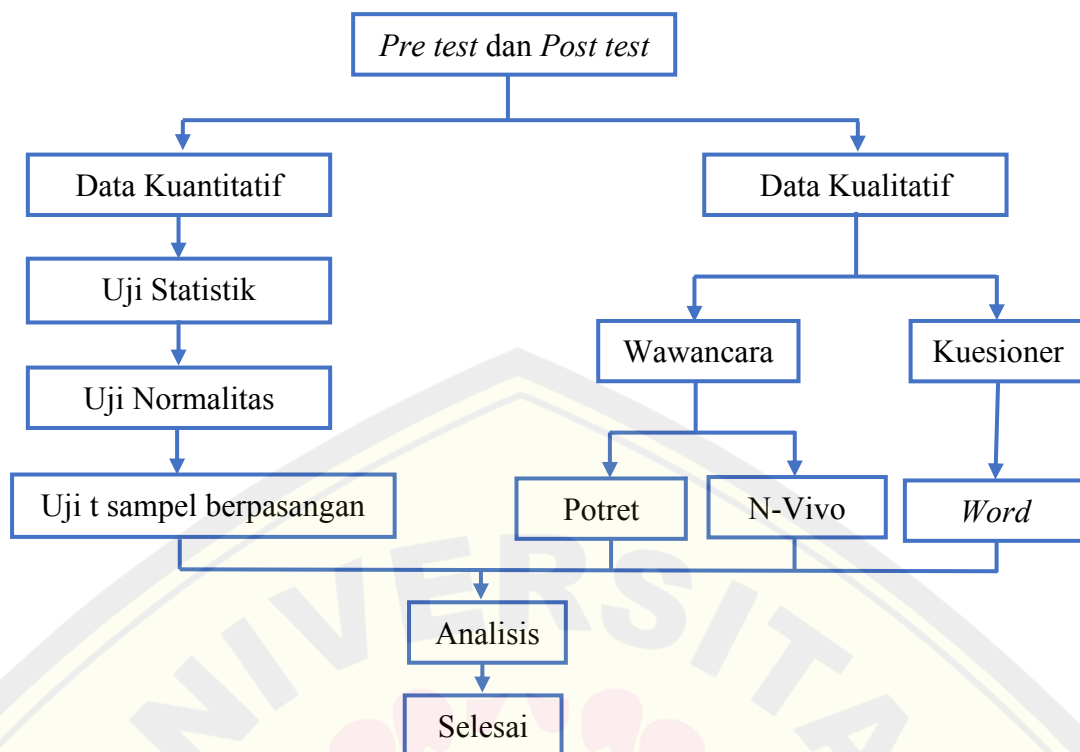 Pre test dan Post test
Data Kuantitatif
Data Kualitatif
Uji Statistik
Wawancara
Kuesioner
Uji Normalitas
Uji t sampel berpasangan
Potret
N-Vivo
Word
Analisis
Selesai
NIVERSITA